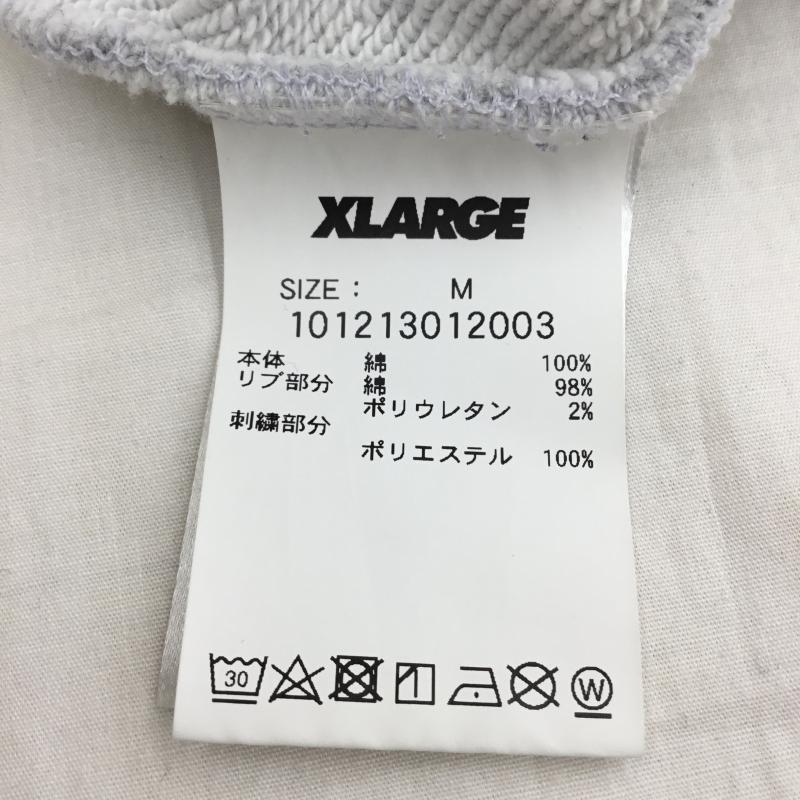 XLARGE
SIZE : M
101213012003
本体 綿 100%
リブ部分 綿 98%
ポリウレタン 2%
刺繍部分
ポリエステル 100%
30 W